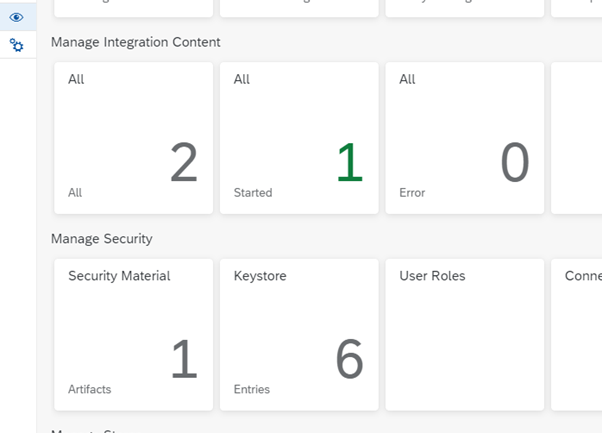 Manage Integration Content
All
2
All
All
1
Started
All
0
Error
Manage Security
Security Material
1
Artifacts
Keystore
6
Entries
User Roles
Conne